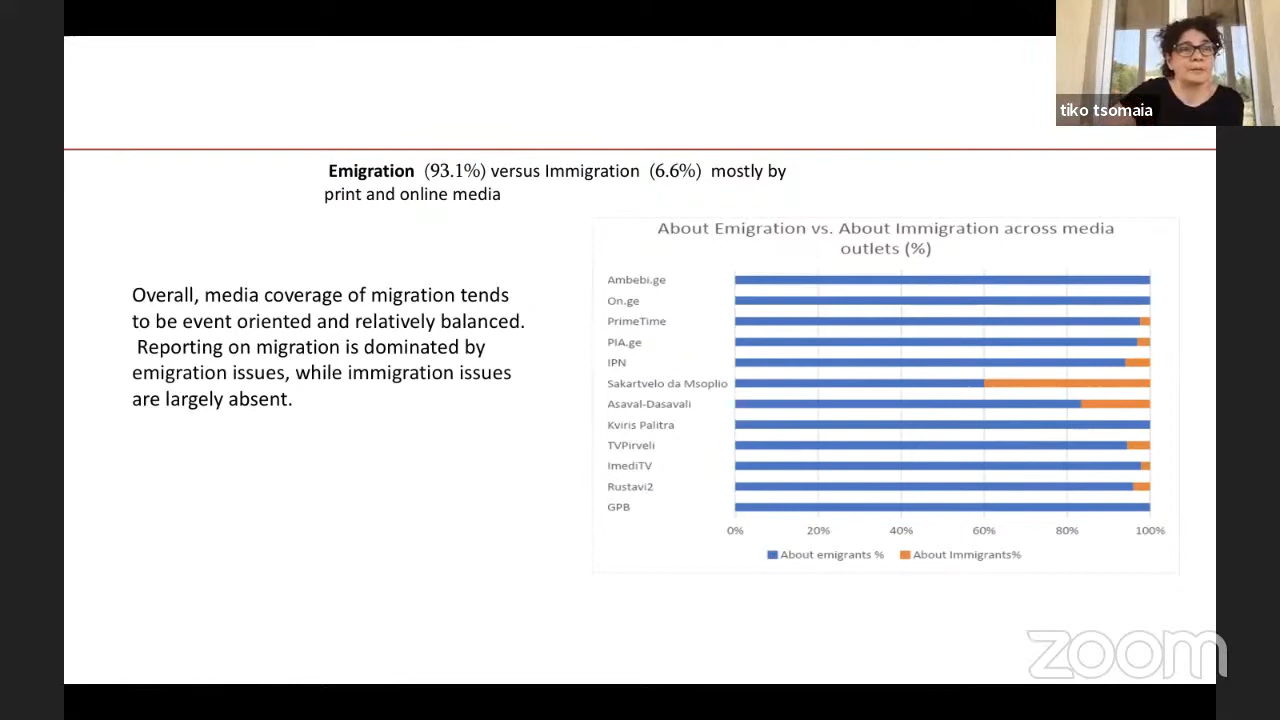 tiko tsomaia
Emigration (93.1%) versus Immigration (6.6%) mostly by
print and online media
Overall, media coverage of migration tends
to be event oriented and relatively balanced.
Reporting on migration is dominated by
emigration issues, while immigration issues
are largely absent.
About Emigration vs. About Immigration across media
outlets (%)
Ambebi.ge
On.ge
PrimeTime
PIA.ge
IPN
Sakartvelo da Msoplio
Asaval-Dasavali
Kviris Palitra
TVPirveli
ImediTV
Rustavi2
GPB
0% 20% 40% 60% 80% 100%
About emigrants % About Immigrants%
zoom